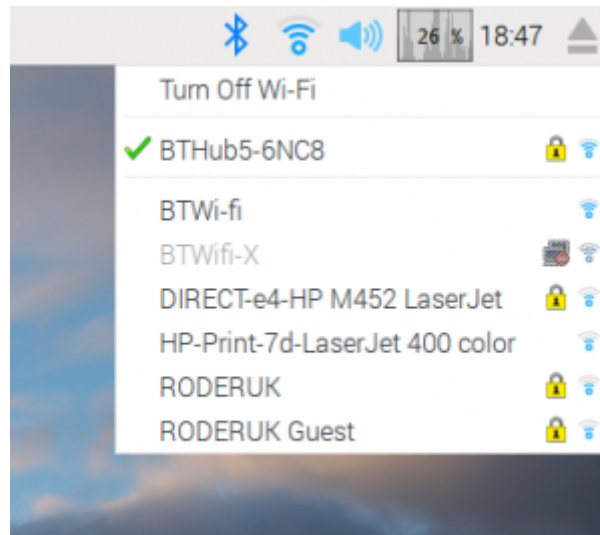 26 % 18:47
Turn Off Wi-Fi
BTHub5-6NC8
BTWi-fi
BTWifi-X
DIRECT-e4-HP M452 LaserJet
HP-Print-7d-LaserJet 400 color
RODERUK
RODERUK Guest